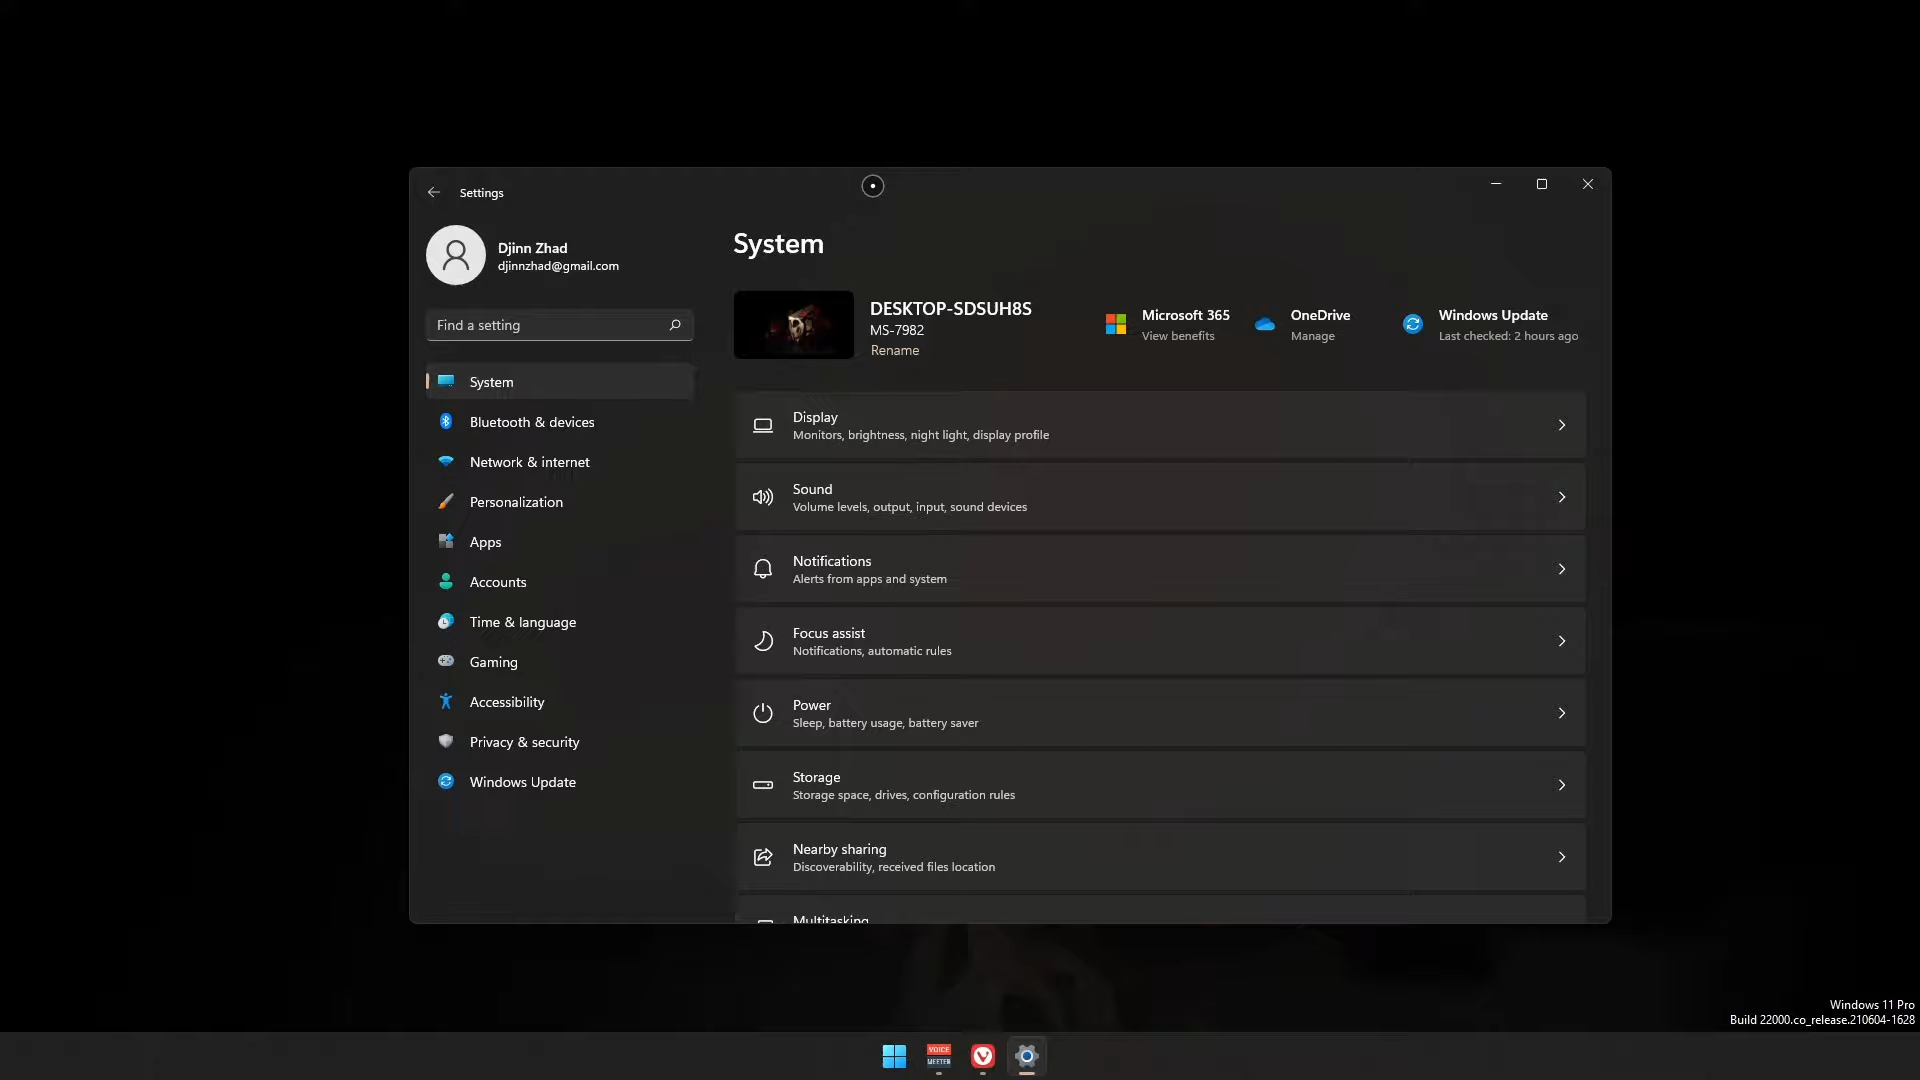 Settings
Djinn Zhad
djinnzhad@gmail.com
Find a setting
System
Bluetooth & devices
Network & internet
Personalization
Apps
Accounts
Time & language
Gaming
Accessibility
Privacy & security
Windows Update
System
DESKTOP-SDSUH8S
MS-7982
Rename
Microsoft 365
View benefits
OneDrive
Manage
Windows Update
Last checked: 2 hours ago
Display
Monitors, brightness, night light, display profile
Sound
Volume levels, output, input, sound devices
Notifications
Alerts from apps and system
Focus assist
Notifications, automatic rules
Power
Sleep, battery usage, battery saver
Storage
Storage space, drives, configuration rules
Nearby sharing
Discoverability, received files location
Multitasking
Windows 11 Pro
Build 22000.co_release.210604-1628
VOICE
MEETER